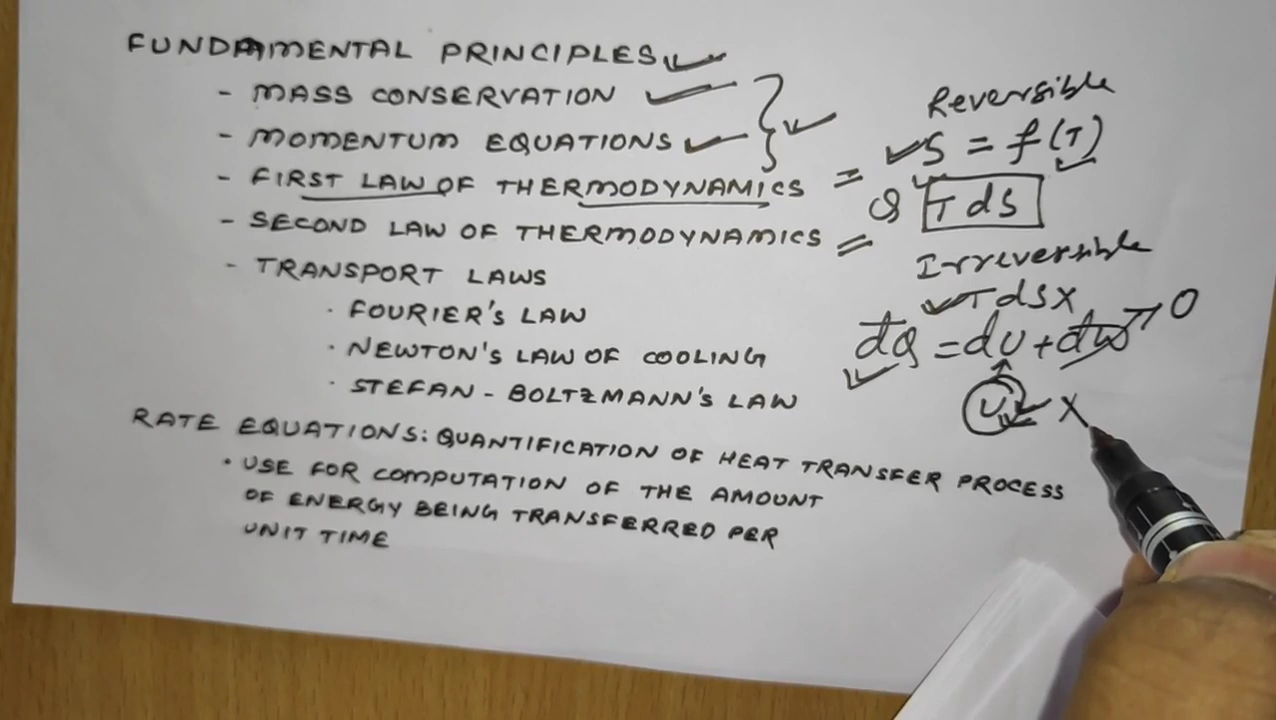 FUNDAMENTAL PRINCIPLES
- MASS CONSERVATION
- MOMENTUM EQUATIONS
- FIRST LAW OF THERMODYNAMICS =
- SECOND LAW OF THERMODYNAMICS =
- TRANSPORT LAWS
· FOURIER'S LAW
· NEWTON'S LAW OF COOLING
· STEFAN - BOLTZMANN'S LAW
RATE EQUATIONS: QUANTIFICATION OF HEAT TRANSFER PROCESS
• USE FOR COMPUTATION OF THE AMOUNT
OF ENERGY BEING TRANSFERRED PER
UNIT TIME
Reversible
S = f(T)
Q TdS
Irreversible
TdS X
dQ = dU + dW 0
U X